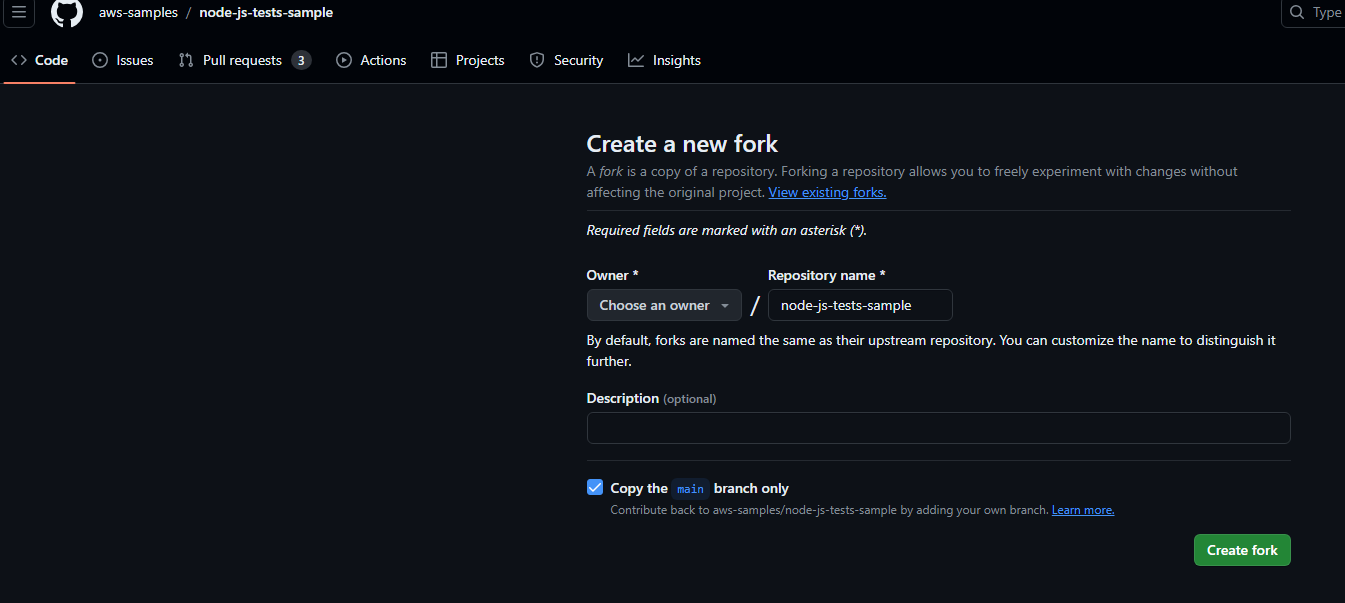 aws-samples / node-js-tests-sample
Type
Code Issues Pull requests 3 Actions Projects Security Insights
Create a new fork
A fork is a copy of a repository. Forking a repository allows you to freely experiment with changes without
affecting the original project. View existing forks.
Required fields are marked with an asterisk (*).
Owner * Repository name *
Choose an owner / node-js-tests-sample
By default, forks are named the same as their upstream repository. You can customize the name to distinguish it
further.
Description (optional)
Copy the main branch only
Contribute back to aws-samples/node-js-tests-sample by adding your own branch. Learn more.
Create fork